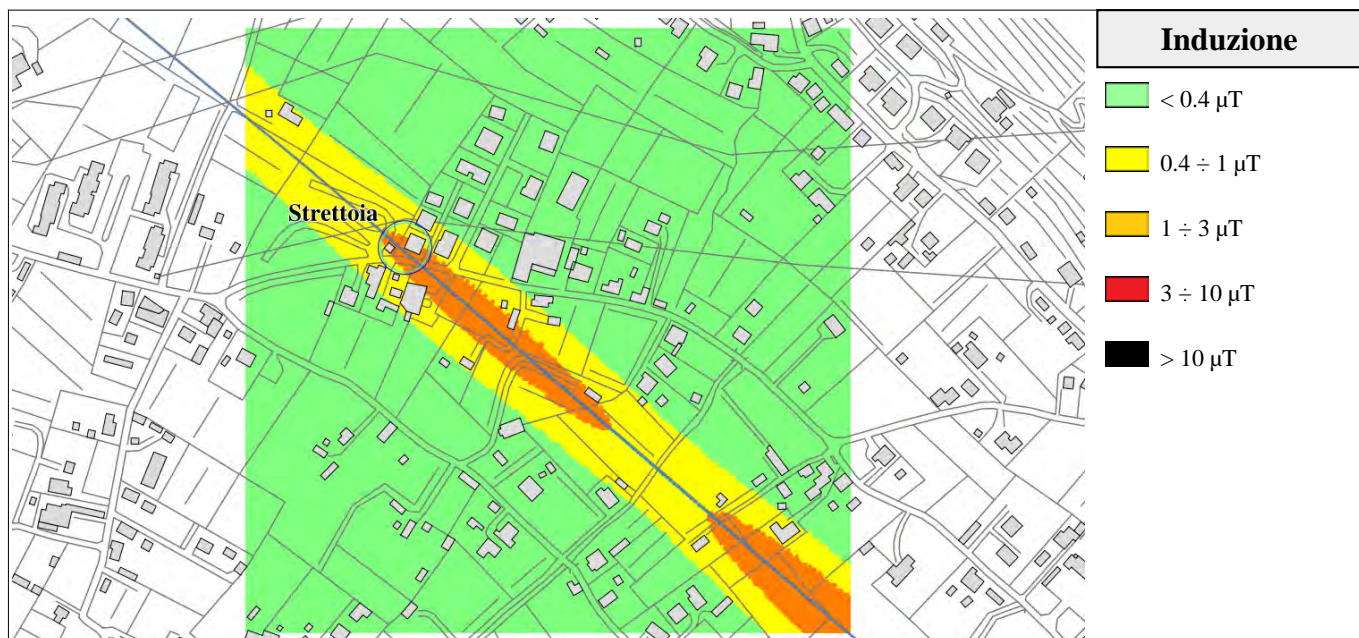 Induzione
< 0.4 µT
0.4 ÷ 1 µT
Strettoia
1 ÷ 3 µT
3 ÷ 10 µT
> 10 µT